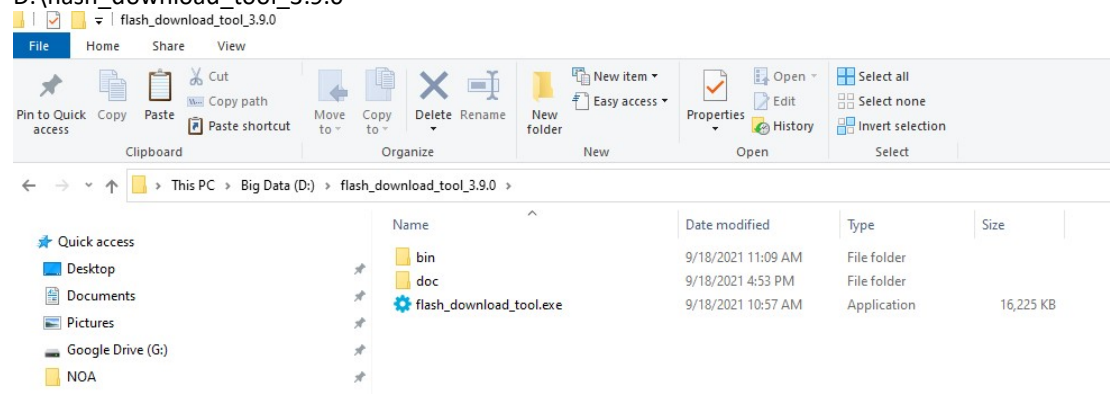 D:\flash_download_tool_3.9.0
flash_download_tool_3.9.0
File Home Share View
Pin to Quick access
Copy
Paste
Cut
Copy path
Paste shortcut
Clipboard
Move to
Copy to
Delete
Rename
Organize
New folder
New item
Easy access
New
Properties
Open
Edit
History
Open
Select all
Select none
Invert selection
Select
This PC > Big Data (D:) > flash_download_tool_3.9.0 >
Name Date modified Type Size
Quick access
Desktop
Documents
Pictures
Google Drive (G:)
NOA
bin 9/18/2021 11:09 AM File folder
doc 9/18/2021 4:53 PM File folder
flash_download_tool.exe 9/18/2021 10:57 AM Application 16,225 KB